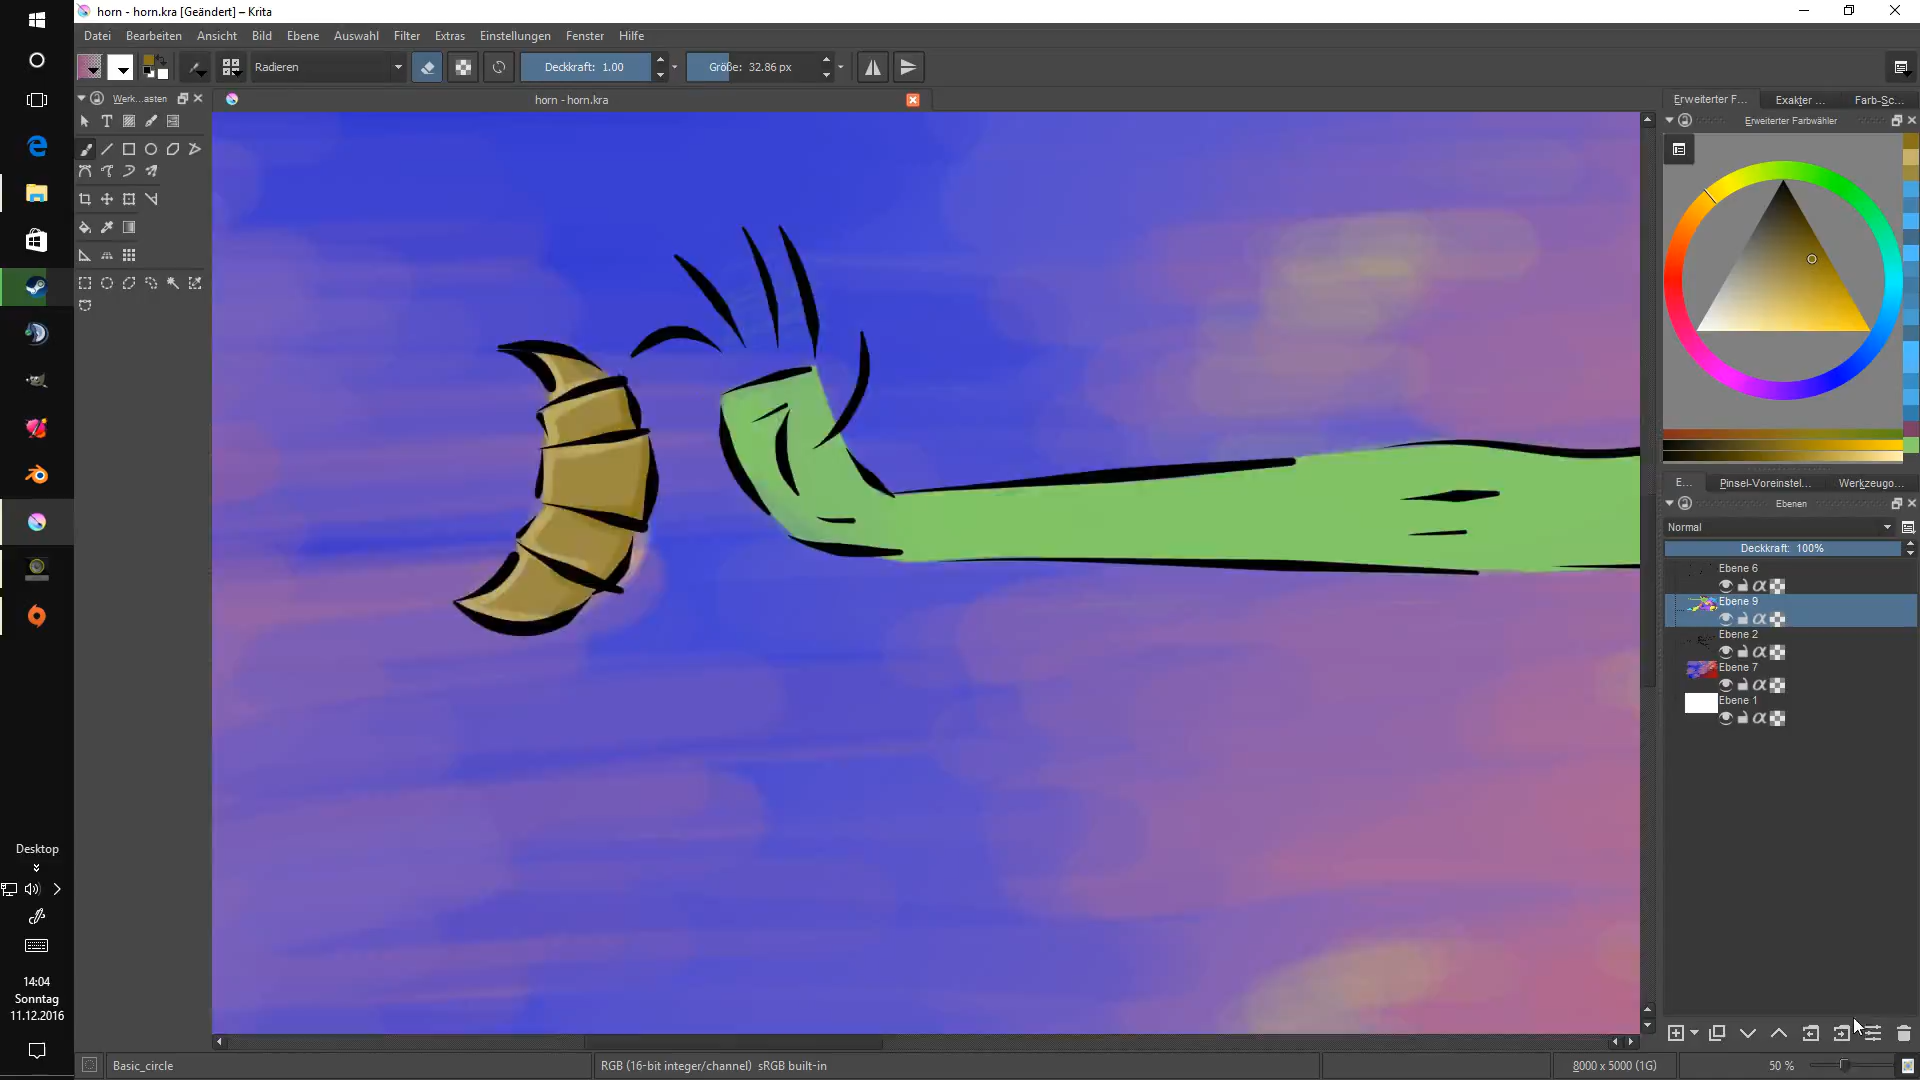 horn - horn.kra [Geändert] – Krita
Datei Bearbeiten Ansicht Bild Ebene Auswahl Filter Extras Einstellungen Fenster Hilfe
Radieren
Deckkraft: 1.00
Größe: 32.86 px
Werk...asten
horn - horn.kra
Erweiterter F... Exakter ... Farb-Sc...
Erweiterter Farbwähler
E... Pinsel-Voreinstel... Werkzeugo...
Ebenen
Normal
Deckkraft: 100%
Ebene 6
Ebene 9
Ebene 2
Ebene 7
Ebene 1
Desktop
14:04
Sonntag
11.12.2016
Basic_circle
RGB (16-bit integer/channel) sRGB built-in
8000 x 5000 (1G)
50 %